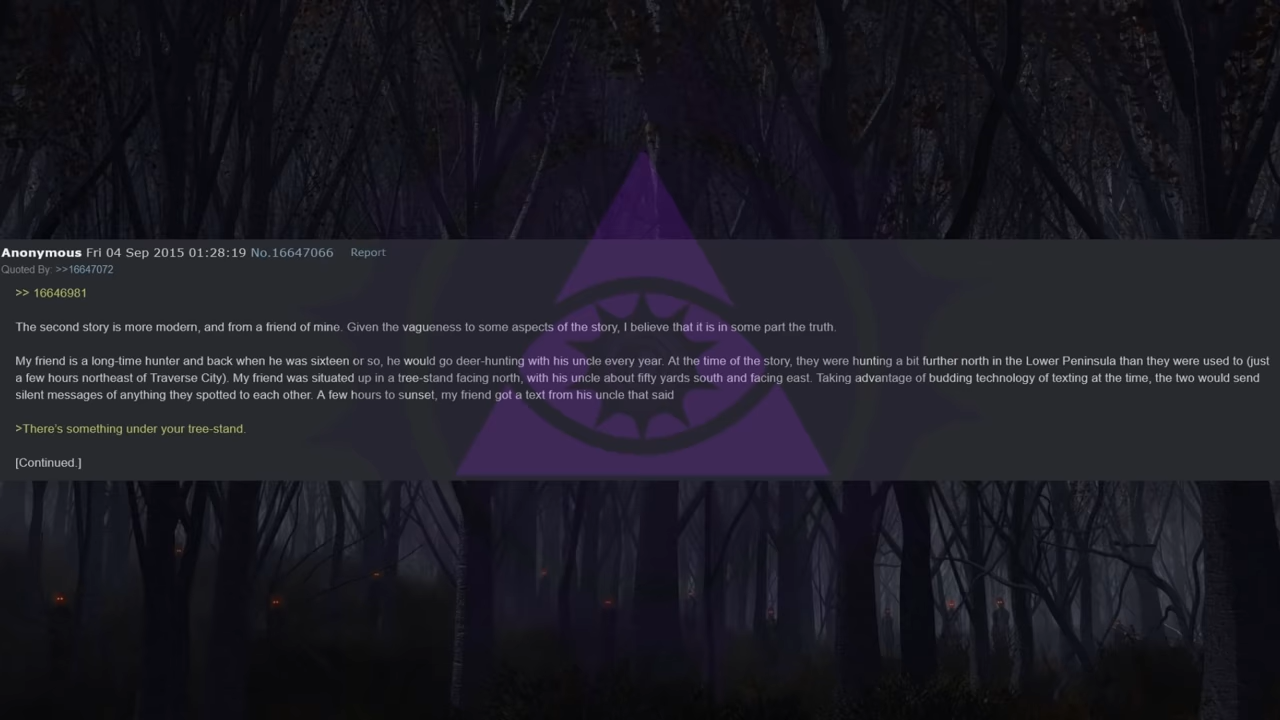 Anonymous Fri 04 Sep 2015 01:28:19 No.16647066 Report
Quoted By: >>16647072
>> 16646981
The second story is more modern, and from a friend of mine. Given the vagueness to some aspects of the story, I believe that it is in some part the truth.
My friend is a long-time hunter and back when he was sixteen or so, he would go deer-hunting with his uncle every year. At the time of the story, they were hunting a bit further north in the Lower Peninsula than they were used to (just
a few hours northeast of Traverse City). My friend was situated up in a tree-stand facing north, with his uncle about fifty yards south and facing east. Taking advantage of budding technology of texting at the time, the two would send
silent messages of anything they spotted to each other. A few hours to sunset, my friend got a text from his uncle that said
>There's something under your tree-stand.
[Continued.]